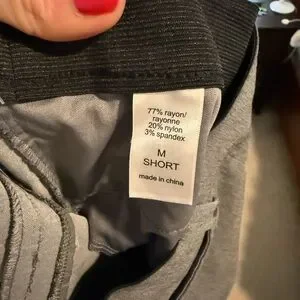 77% rayon/
rayonne
20% nylon
3% spandex
M
SHORT
made in china